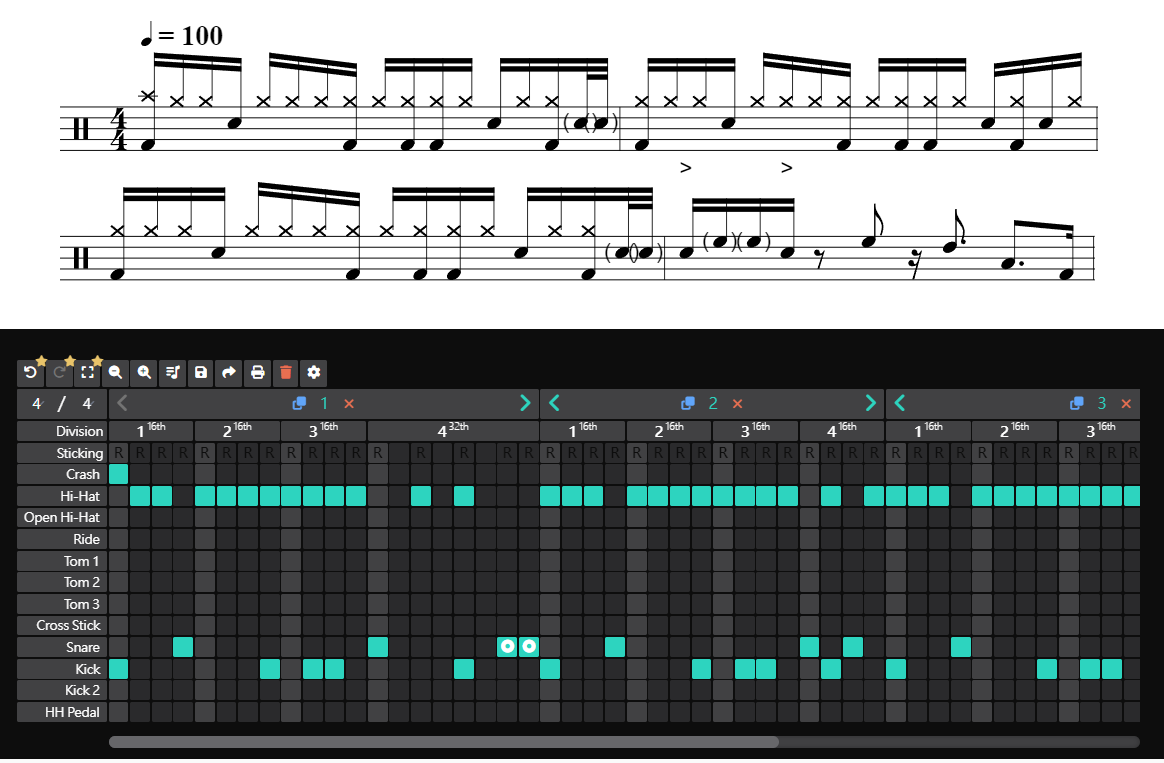 = 100
4
4
> >
4 / 4 1 × 2 × 3 ×
Division 1 16th 2 16th 3 16th 4 32th 1 16th 2 16th 3 16th 4 16th 1 16th 2 16th 3 16th
Sticking R R R R R R R R R R R R R R R R R R R R R R R R R R R R R R R R R R R R R R R R R R R R R
Crash
Hi-Hat
Open Hi-Hat
Ride
Tom 1
Tom 2
Tom 3
Cross Stick
Snare
Kick
Kick 2
HH Pedal